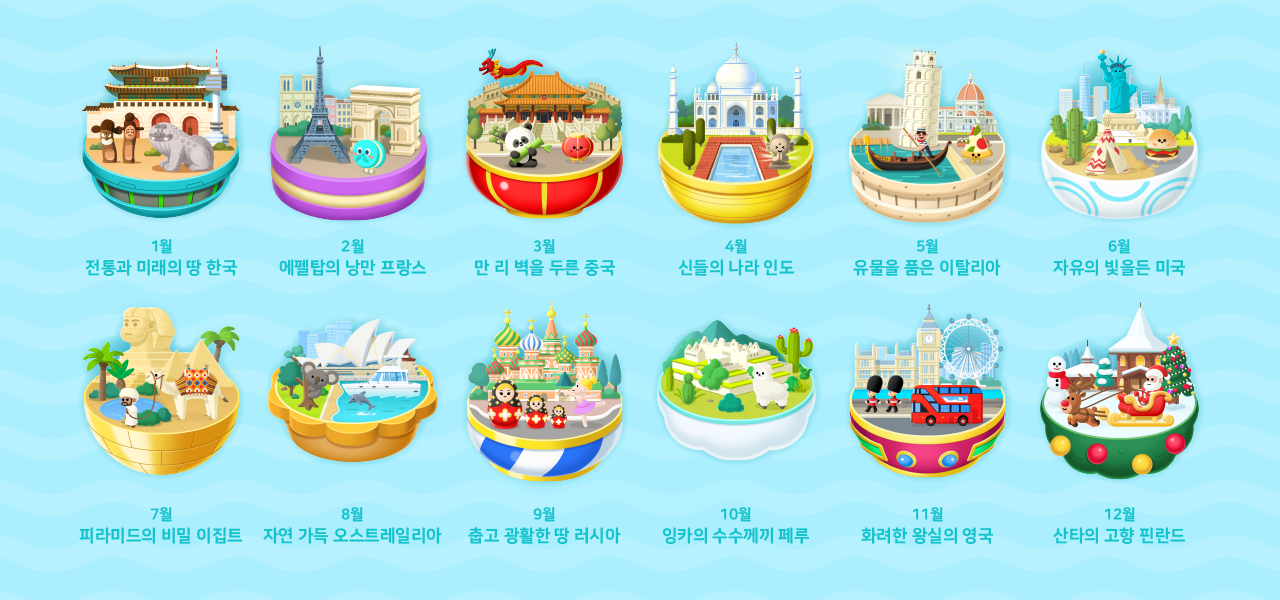 1월
전통과 미래의 땅 한국
2월
에펠탑의 낭만 프랑스
3월
만 리 벽을 두른 중국
4월
신들의 나라 인도
5월
유물을 품은 이탈리아
6월
자유의 빛을든 미국
7월
피라미드의 비밀 이집트
8월
자연 가득 오스트레일리아
9월
춥고 광활한 땅 러시아
10월
잉카의 수수께끼 페루
11월
화려한 왕실의 영국
12월
산타의 고향 핀란드